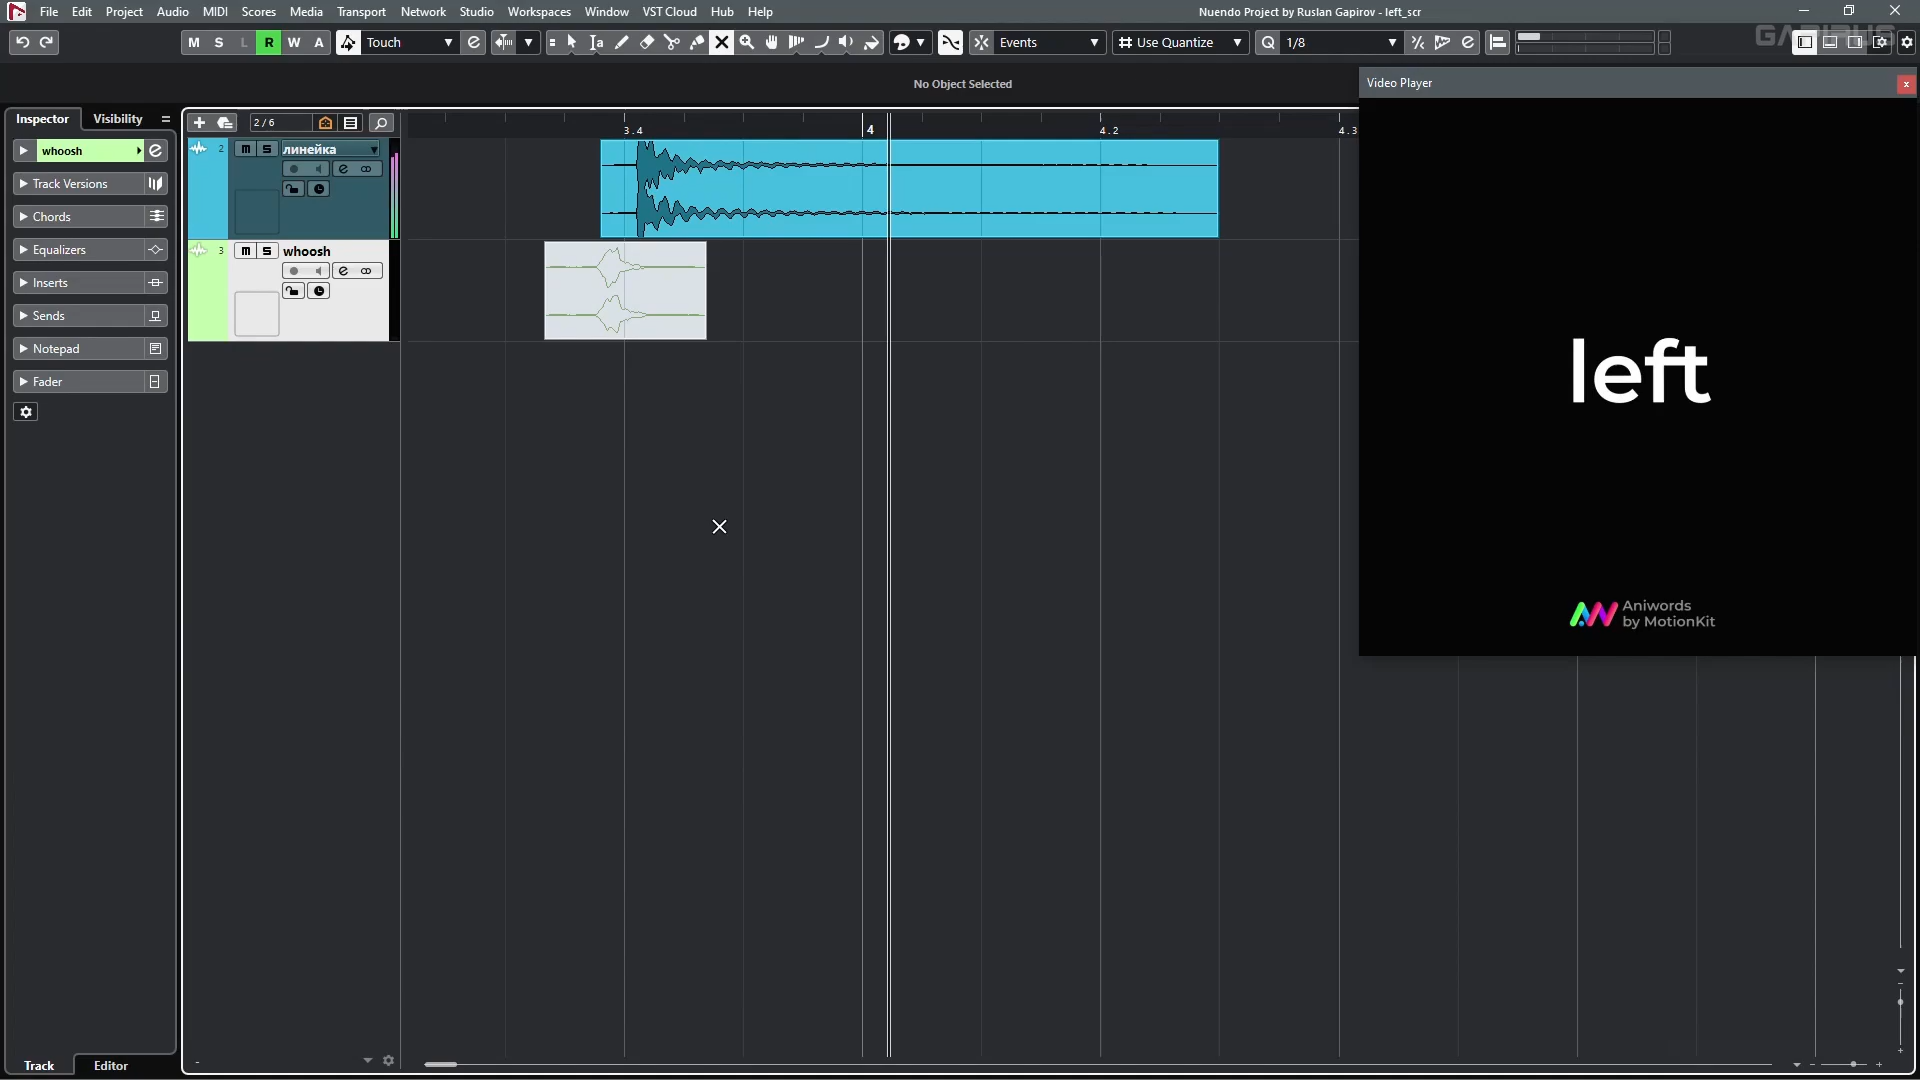 File Edit Project Audio MIDI Scores Media Transport Network Studio Workspaces Window VST Cloud Hub Help
Nuendo Project by Ruslan Gapirov - left_scr
M S L R W A
Touch
Events
Use Quantize
Q 1/8
GAPIRUS
No Object Selected
Video Player
Inspector Visibility
2 / 6
3.4 4 4.2 4.3
whoosh
Track Versions
Chords
Equalizers
Inserts
Sends
Notepad
Fader
2 m S линейка
3 m S whoosh
left
Aniwords
by MotionKit
Track Editor